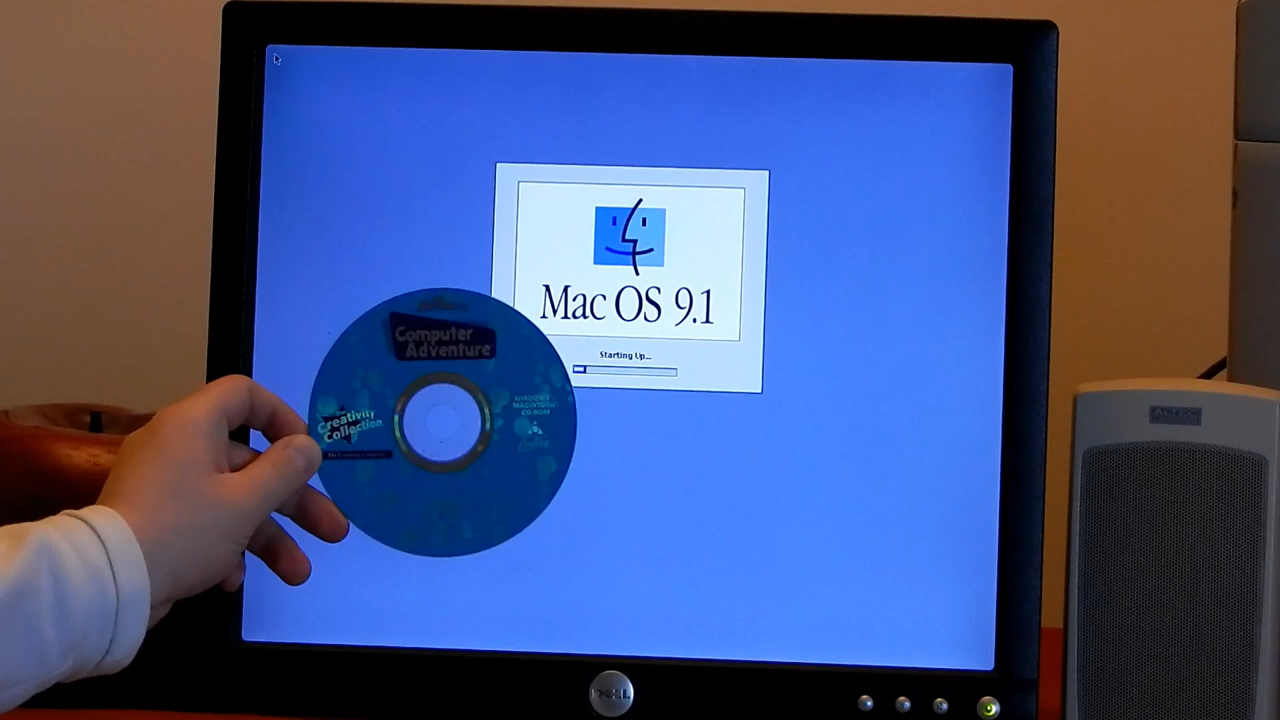 Mac OS 9.1
Starting Up...
Computer
Adventure
The
Creativity
Collection
The Learning Company
WINDOWS
MACINTOSH
CD-ROM
DELL
ALTEC